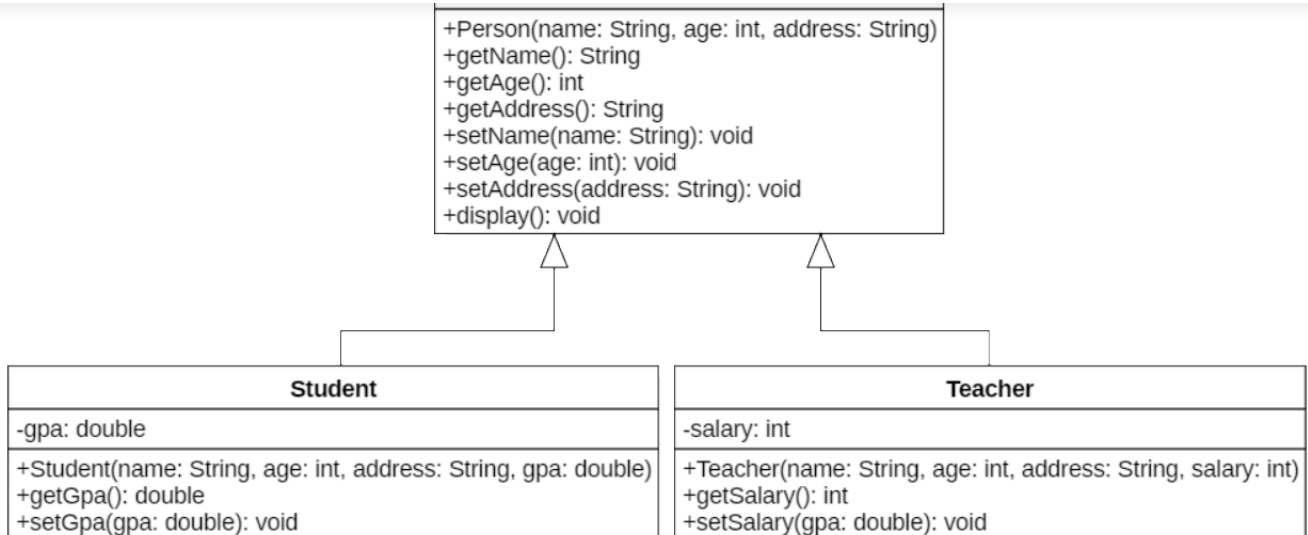 +Person(name: String, age: int, address: String)
+getName(): String
+getAge(): int
+getAddress(): String
+setName(name: String): void
+setAge(age: int): void
+setAddress(address: String): void
+display(): void
Student
-gpa: double
+Student(name: String, age: int, address: String, gpa: double)
+getGpa(): double
+setGpa(gpa: double): void
Teacher
-salary: int
+Teacher(name: String, age: int, address: String, salary: int)
+getSalary(): int
+setSalary(gpa: double): void